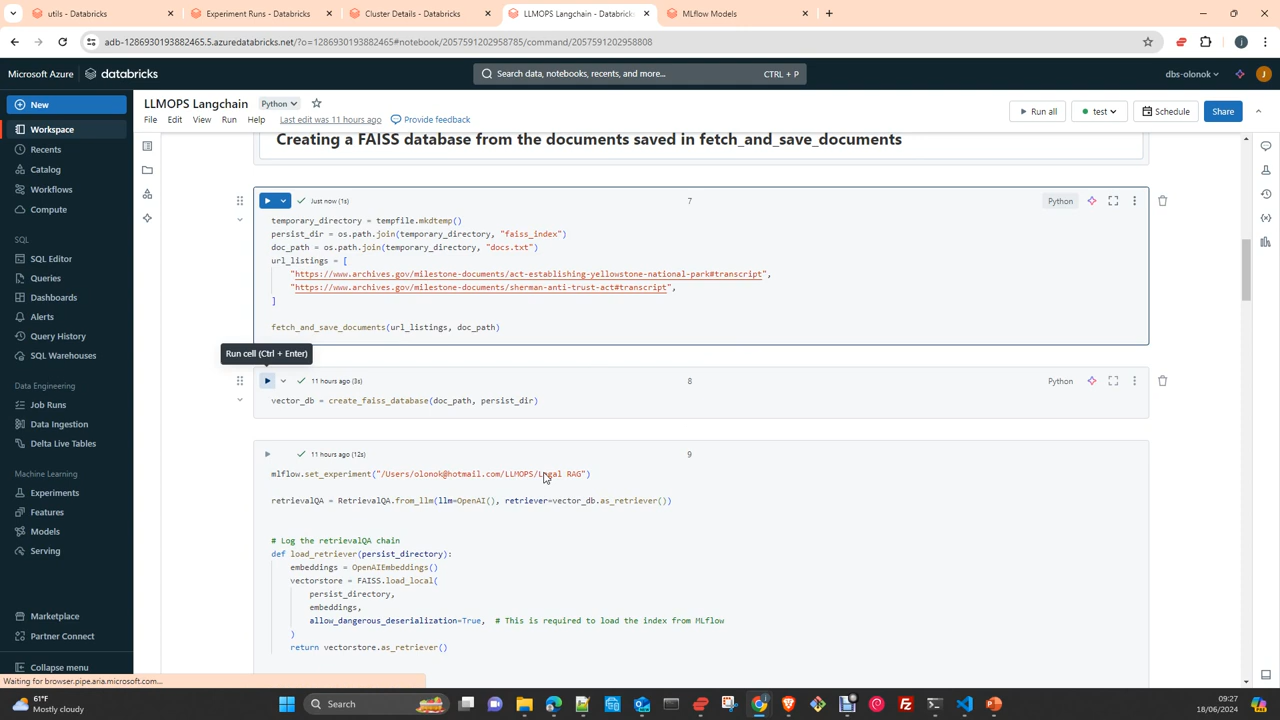 utils - Databricks
Experiment Runs - Databricks
Cluster Details - Databricks
LLMOPS Langchain - Databricks
MLflow Models
adb-1286930193882465.5.azuredatabricks.net/?o=1286930193882465#notebook/2057591202958785/command/2057591202958808
Microsoft Azure
databricks
Search data, notebooks, recents, and more...
CTRL + P
dbs-olonok
J
New
Workspace
Recents
Catalog
Workflows
Compute
SQL
SQL Editor
Queries
Dashboards
Alerts
Query History
SQL Warehouses
Data Engineering
Job Runs
Data Ingestion
Delta Live Tables
Machine Learning
Experiments
Features
Models
Serving
Marketplace
Partner Connect
Collapse menu
Waiting for browser.pipe.aria.microsoft.com...
LLMOPS Langchain
Python
File Edit View Run Help Last edit was 11 hours ago Provide feedback
Run all
test
Schedule
Share
Creating a FAISS database from the documents saved in fetch_and_save_documents
Just now (1s)
7
Python
temporary_directory = tempfile.mkdtemp()
persist_dir = os.path.join(temporary_directory, "faiss_index")
doc_path = os.path.join(temporary_directory, "docs.txt")
url_listings = [
"https://www.archives.gov/milestone-documents/act-establishing-yellowstone-national-park#transcript",
"https://www.archives.gov/milestone-documents/sherman-anti-trust-act#transcript",
]
fetch_and_save_documents(url_listings, doc_path)
Run cell (Ctrl + Enter)
11 hours ago (3s)
8
Python
vector_db = create_faiss_database(doc_path, persist_dir)
11 hours ago (12s)
9
mlflow.set_experiment("/Users/olonok@hotmail.com/LLMOPS/Legal RAG")
retrievalQA = RetrievalQA.from_llm(llm=OpenAI(), retriever=vector_db.as_retriever())
# Log the retrievalQA chain
def load_retriever(persist_directory):
embeddings = OpenAIEmbeddings()
vectorstore = FAISS.load_local(
persist_directory,
embeddings,
allow_dangerous_deserialization=True, # This is required to load the index from MLflow
)
return vectorstore.as_retriever()
61°F
Mostly cloudy
Search
09:27
18/06/2024